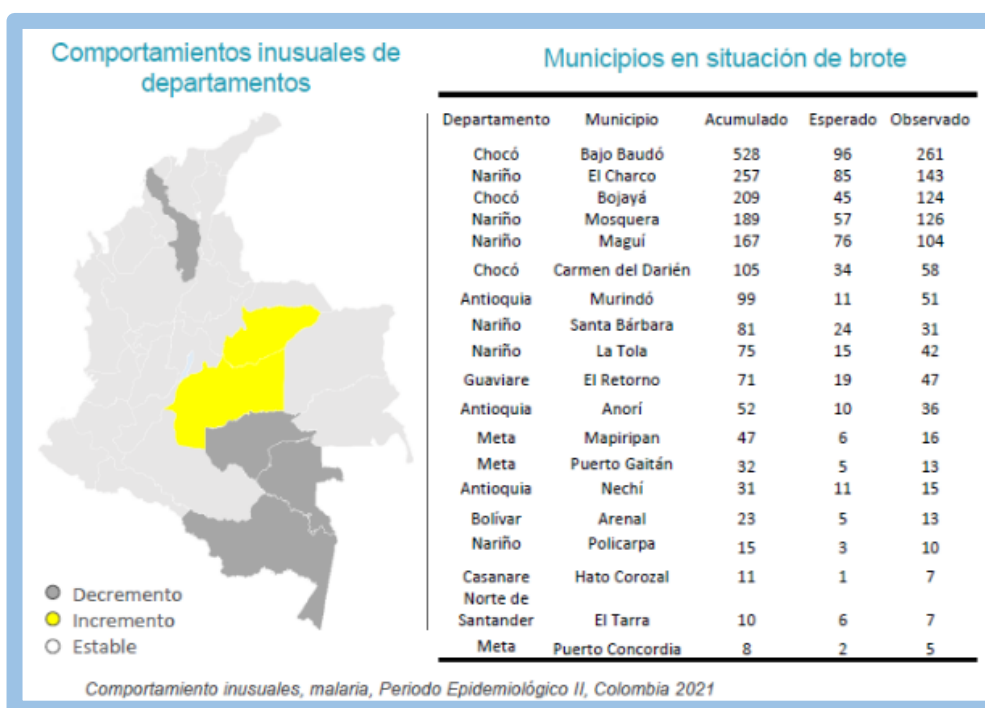 Comportamientos inusuales de
departamentos
Decremento
Incremento
Estable
Municipios en situación de brote
Departamento Municipio Acumulado Esperado Observado
Chocó Bajo Baudó 528 96 261
Nariño El Charco 257 85 143
Chocó Bojayá 209 45 124
Nariño Mosquera 189 57 126
Nariño Maguí 167 76 104
Chocó Carmen del Darién 105 34 58
Antioquia Murindó 99 11 51
Nariño Santa Bárbara 81 24 31
Nariño La Tola 75 15 42
Guaviare El Retorno 71 19 47
Antioquia Anorí 52 10 36
Meta Mapiripan 47 6 16
Meta Puerto Gaitán 32 5 13
Antioquia Nechí 31 11 15
Bolívar Arenal 23 5 13
Nariño Policarpa 15 3 10
Casanare Hato Corozal 11 1 7
Norte de
Santander El Tarra 10 6 7
Meta Puerto Concordia 8 2 5
Comportamiento inusuales, malaria, Periodo Epidemiológico II, Colombia 2021